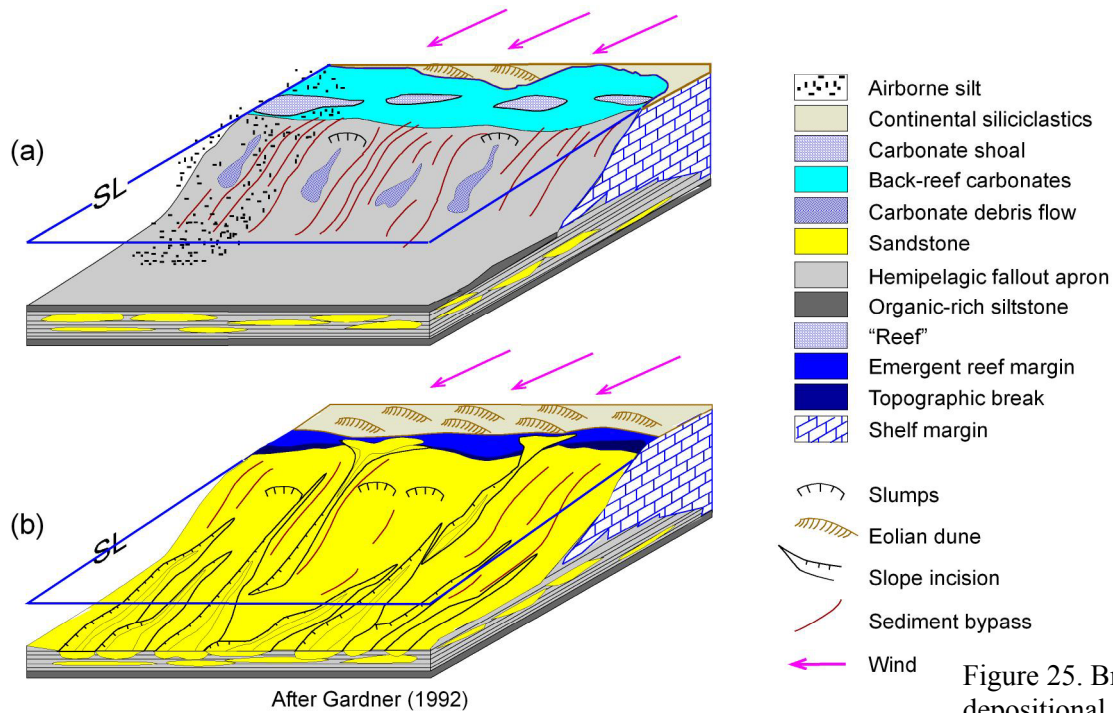 (a)
SL
(b)
SL
After Gardner (1992)
Airborne silt
Continental siliciclastics
Carbonate shoal
Back-reef carbonates
Carbonate debris flow
Sandstone
Hemipelagic fallout apron
Organic-rich siltstone
“Reef”
Emergent reef margin
Topographic break
Shelf margin
Slumps
Eolian dune
Slope incision
Sediment bypass
Wind
Figure 25. Br
depositional